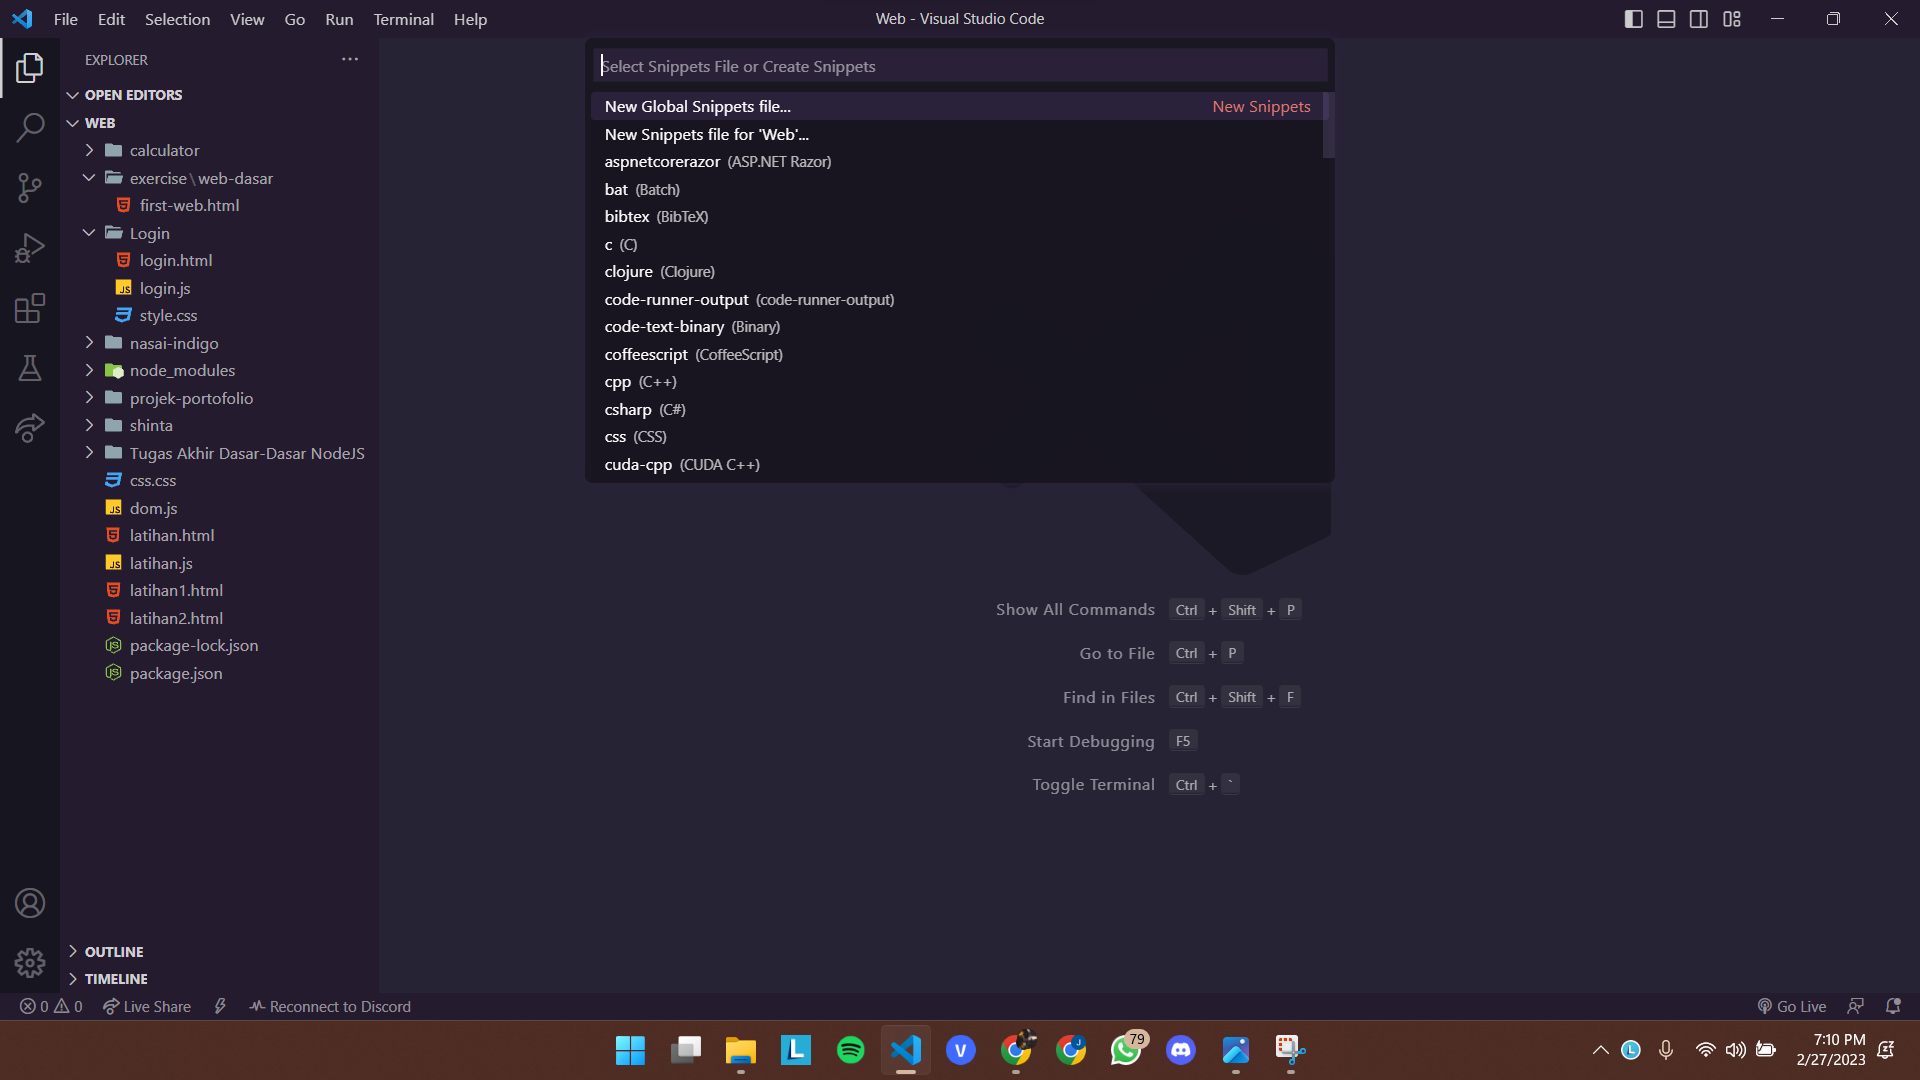 File Edit Selection View Go Run Terminal Help
Web - Visual Studio Code
EXPLORER
OPEN EDITORS
WEB
calculator
exercise\web-dasar
first-web.html
Login
login.html
login.js
style.css
nasai-indigo
node_modules
projek-portofolio
shinta
Tugas Akhir Dasar-Dasar NodeJS
css.css
dom.js
latihan.html
latihan.js
latihan1.html
latihan2.html
package-lock.json
package.json
OUTLINE
TIMELINE
Select Snippets File or Create Snippets
New Global Snippets file... New Snippets
New Snippets file for 'Web'...
aspnetcorerazor (ASP.NET Razor)
bat (Batch)
bibtex (BibTeX)
c (C)
clojure (Clojure)
code-runner-output (code-runner-output)
code-text-binary (Binary)
coffeescript (CoffeeScript)
cpp (C++)
csharp (C#)
css (CSS)
cuda-cpp (CUDA C++)
Show All Commands Ctrl + Shift + P
Go to File Ctrl + P
Find in Files Ctrl + Shift + F
Start Debugging F5
Toggle Terminal Ctrl + `
0 0 Live Share Reconnect to Discord
Go Live
79
7:10 PM
2/27/2023